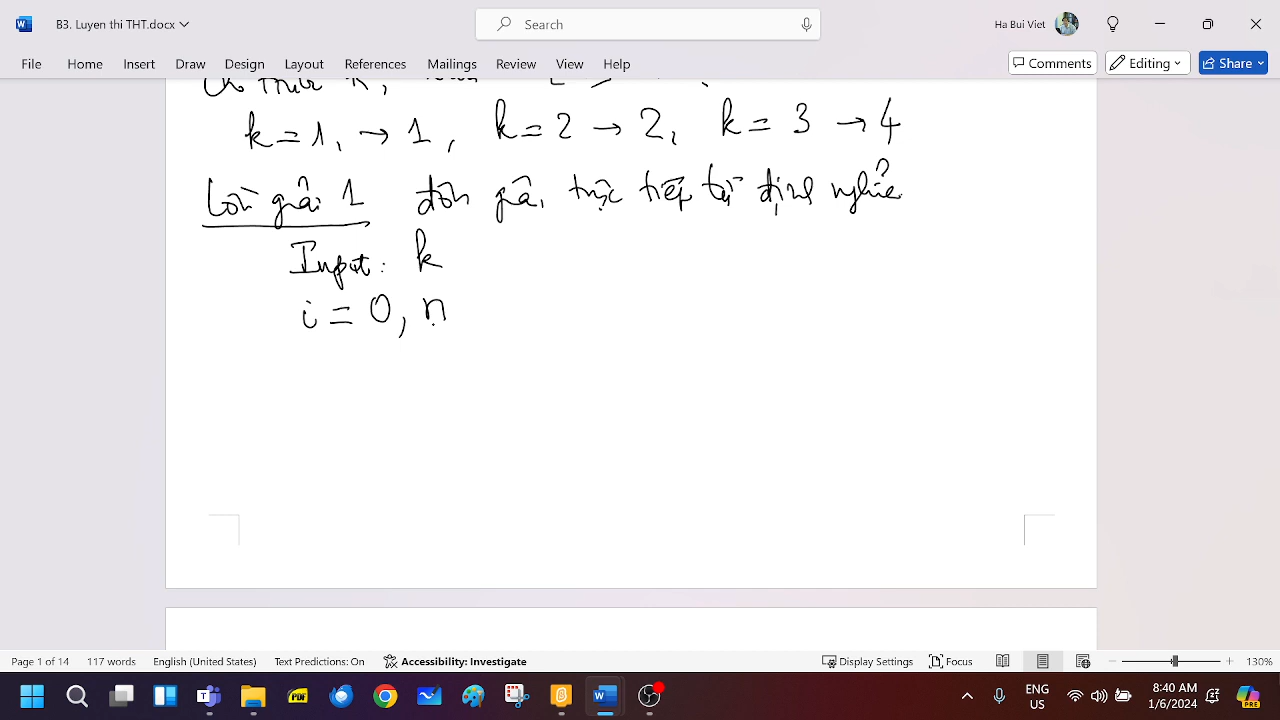 B3. Luyen thi THT.docx
Search
Ha Bui Viet
File Home Insert Draw Design Layout References Mailings Review View Help
Comments Editing Share
k = 1, → 1, k = 2 → 2, k = 3 → 4
Lời giải 1 đơn giản, trực tiếp từ định nghĩa
Input: k
i = 0, n
Page 1 of 14 117 words English (United States) Text Predictions: On Accessibility: Investigate Display Settings Focus 130%
PDF
ENG
8:40 AM
1/6/2024
PRE